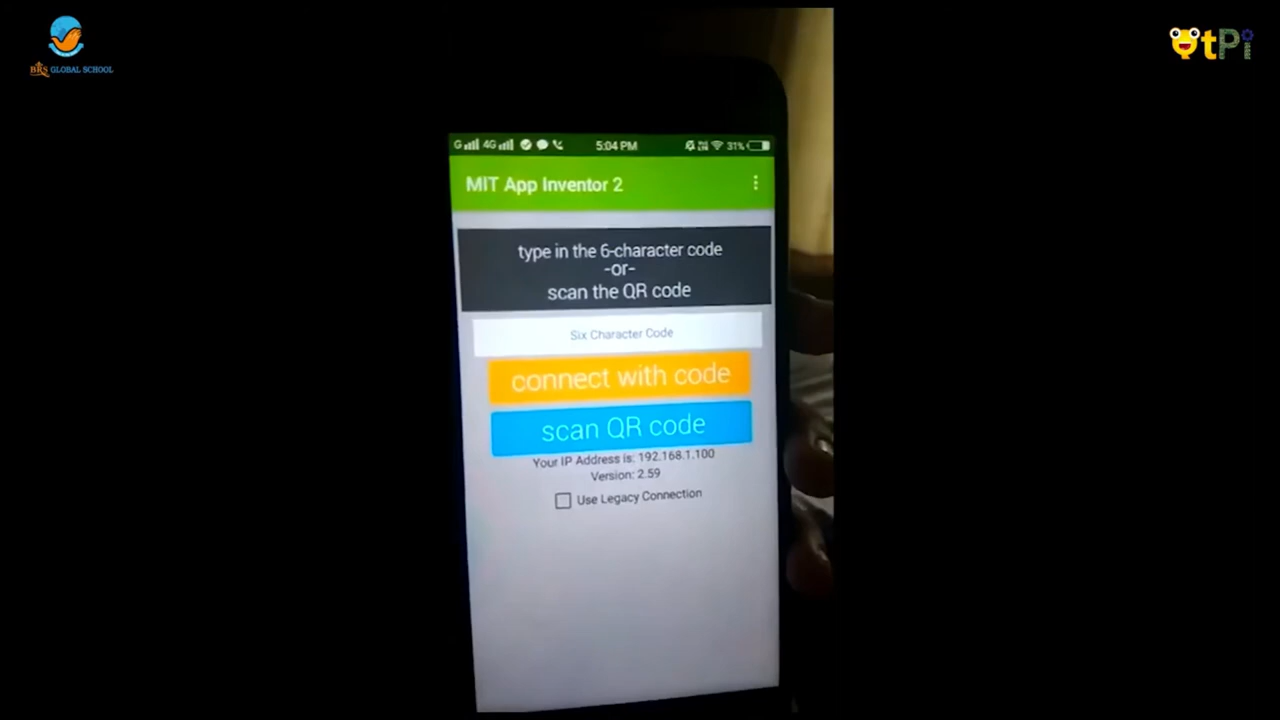 BRS GLOBAL SCHOOL
QtPi
G 4G 5:04 PM 31%
MIT App Inventor 2
type in the 6-character code
-or-
scan the QR code
Six Character Code
connect with code
scan QR code
Your IP Address is: 192.168.1.100
Version: 2.59
Use Legacy Connection